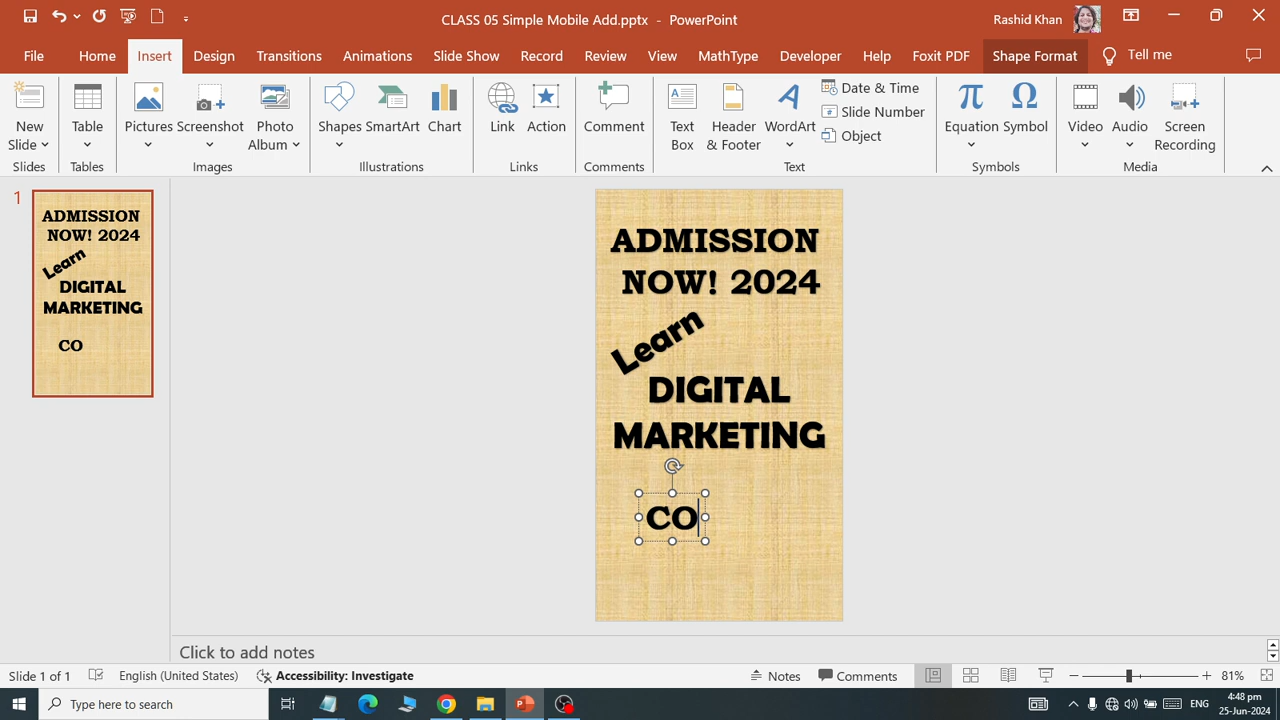 CLASS 05 Simple Mobile Add.pptx - PowerPoint
Rashid Khan
File Home Insert Design Transitions Animations Slide Show Record Review View MathType Developer Help Foxit PDF Shape Format Tell me
New Slide
Table
Pictures
Screenshot
Photo Album
Shapes
SmartArt
Chart
Link
Action
Comment
Text Box
Header & Footer
WordArt
Date & Time
Slide Number
Object
Equation
Symbol
Video
Audio
Screen Recording
Slides Tables Images Illustrations Links Comments Text Symbols Media
1
ADMISSION
NOW! 2024
Learn
DIGITAL
MARKETING
CO
ADMISSION
NOW! 2024
Learn
DIGITAL
MARKETING
CO
Click to add notes
Slide 1 of 1 English (United States) Accessibility: Investigate Notes Comments 81%
Type here to search
ENG
4:48 pm
25-Jun-2024